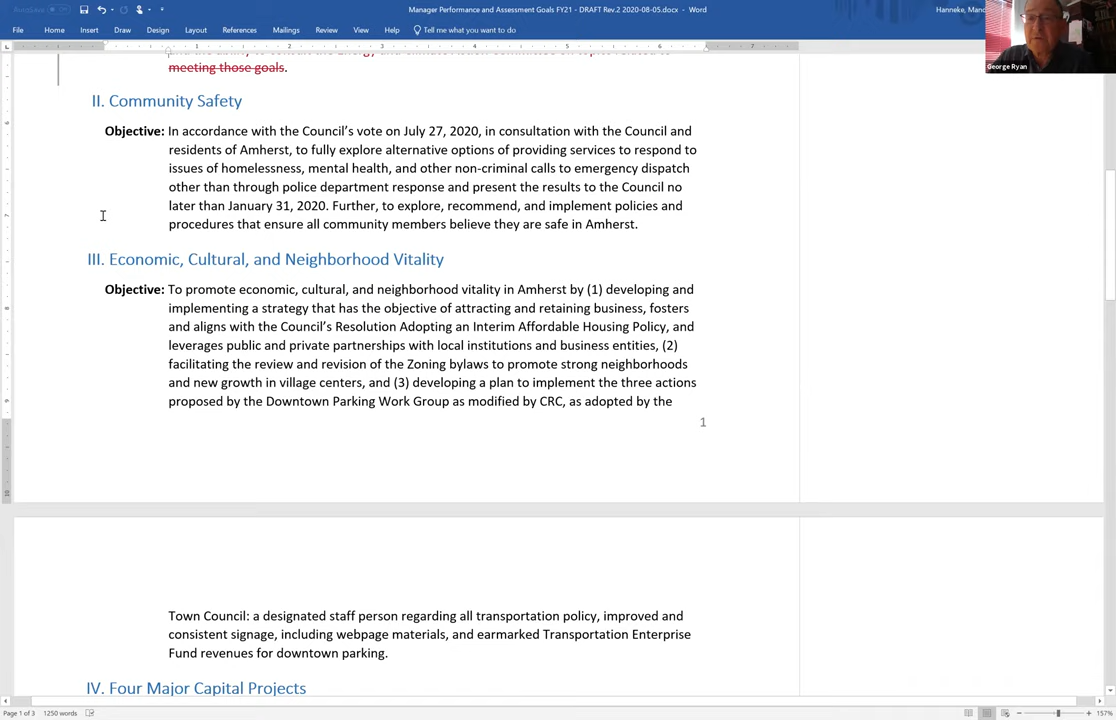 Manager Performance and Assessment Goals FY21 - DRAFT Rev.2 2020-08-05.docx - Word
Hanneke, Mand
File Home Insert Draw Design Layout References Mailings Review View Help Tell me what you want to do
George Ryan
meeting those goals.
II. Community Safety
Objective: In accordance with the Council's vote on July 27, 2020, in consultation with the Council and
residents of Amherst, to fully explore alternative options of providing services to respond to
issues of homelessness, mental health, and other non-criminal calls to emergency dispatch
other than through police department response and present the results to the Council no
later than January 31, 2020. Further, to explore, recommend, and implement policies and
procedures that ensure all community members believe they are safe in Amherst.
III. Economic, Cultural, and Neighborhood Vitality
Objective: To promote economic, cultural, and neighborhood vitality in Amherst by (1) developing and
implementing a strategy that has the objective of attracting and retaining business, fosters
and aligns with the Council's Resolution Adopting an Interim Affordable Housing Policy, and
leverages public and private partnerships with local institutions and business entities, (2)
facilitating the review and revision of the Zoning bylaws to promote strong neighborhoods
and new growth in village centers, and (3) developing a plan to implement the three actions
proposed by the Downtown Parking Work Group as modified by CRC, as adopted by the
1
Town Council: a designated staff person regarding all transportation policy, improved and
consistent signage, including webpage materials, and earmarked Transportation Enterprise
Fund revenues for downtown parking.
IV. Four Major Capital Projects
Page 1 of 3 1250 words
157%